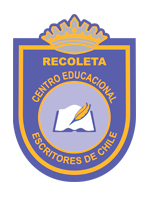 RECOLETA
CENTRO EDUCACIONAL
ESCRITORES DE CHILE